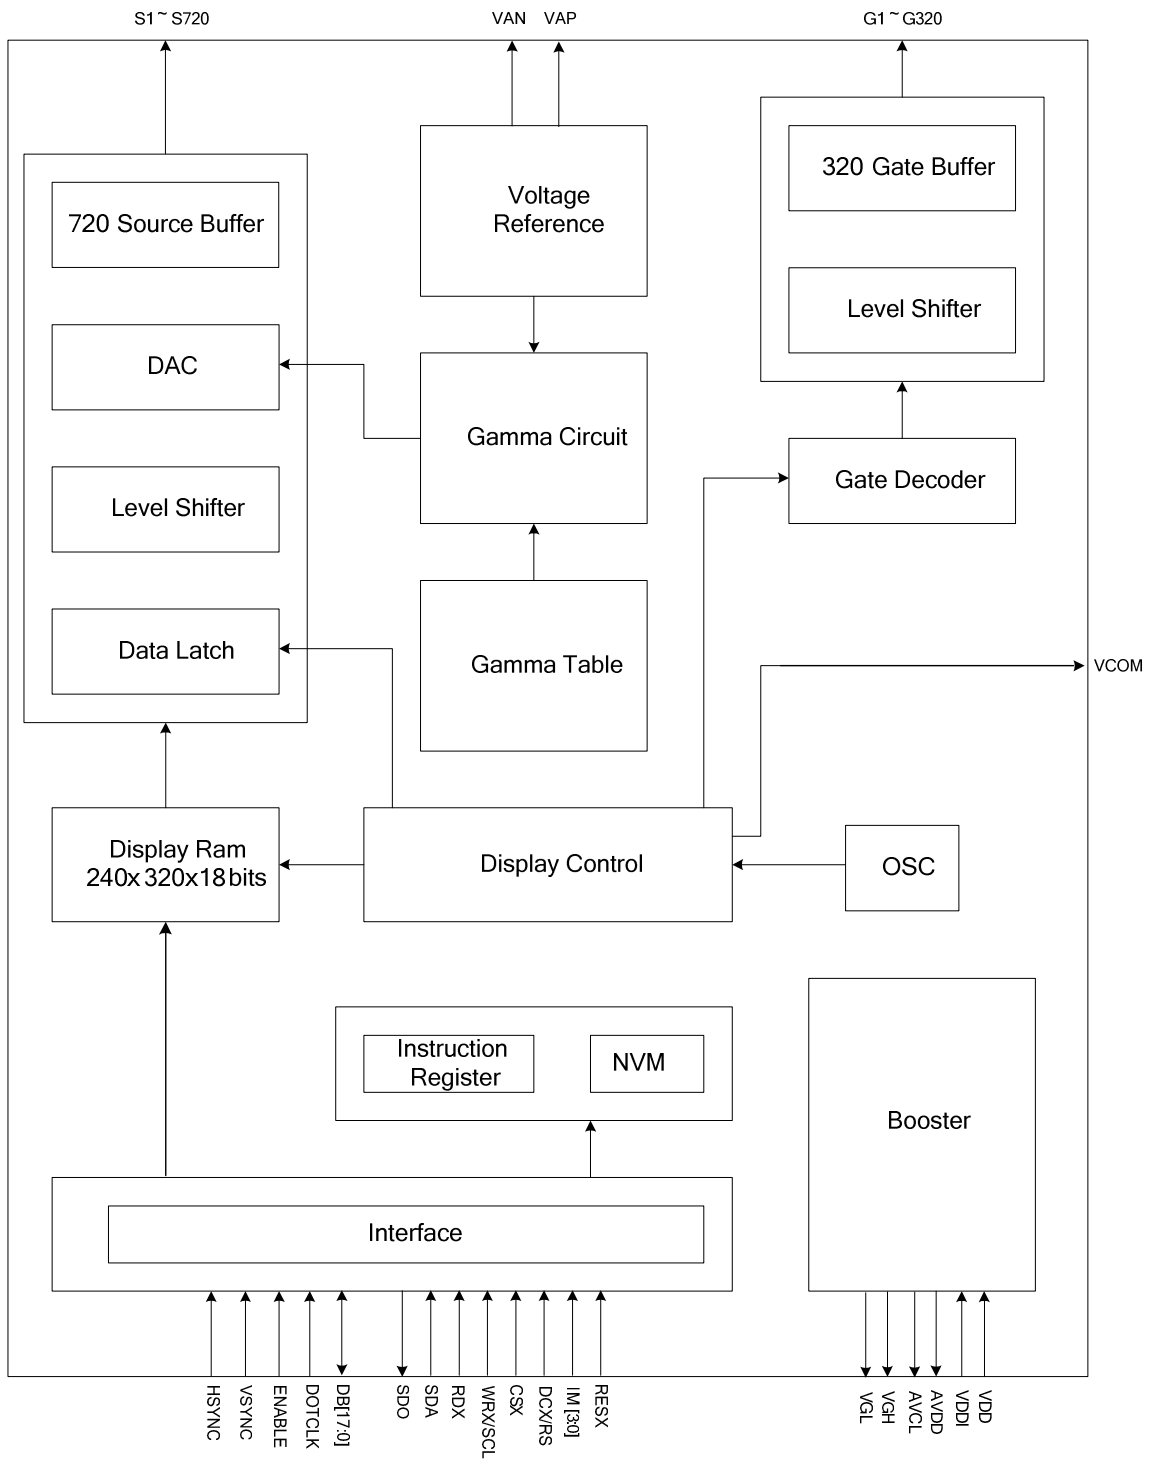 S1~S720
VAN
VAP
G1~G320
720 Source Buffer
DAC
Level Shifter
Data Latch
Voltage
Reference
Gamma Circuit
Gamma Table
320 Gate Buffer
Level Shifter
Gate Decoder
VCOM
Display Ram
240x320x18bits
Display Control
OSC
Instruction
Register
NVM
Booster
Interface
HSYNC
VSYNC
ENABLE
DOTCLK
DB[17:0]
SDO
SDA
RDX
WRX/SCL
CSX
DCX/RS
IM [3:0]
RESX
VGL
VGH
AVCL
AVDD
VDDI
VDD